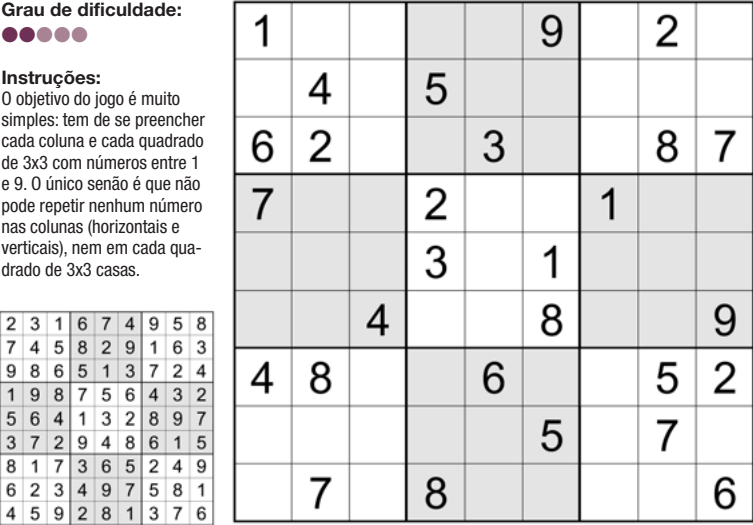 Grau de dificuldade:
Instruções:
O objetivo do jogo é muito
simples: tem de se preencher
cada coluna e cada quadrado
de 3x3 com números entre 1
e 9. O único senão é que não
pode repetir nenhum número
nas colunas (horizontais e
verticais), nem em cada qua-
drado de 3x3 casas.
2 3 1 6 7 4 9 5 8
7 4 5 8 2 9 1 6 3
9 8 6 5 1 3 7 2 4
1 9 8 7 5 6 4 3 2
5 6 4 1 3 2 8 9 7
3 7 2 9 4 8 6 1 5
8 1 7 3 6 5 2 4 9
6 2 3 4 9 7 5 8 1
4 5 9 2 8 1 3 7 6
1 9 2
4 5
6 2 3 8 7
7 2 1
3 1
4 8 9
4 8 6 5 2
5 7
7 8 6